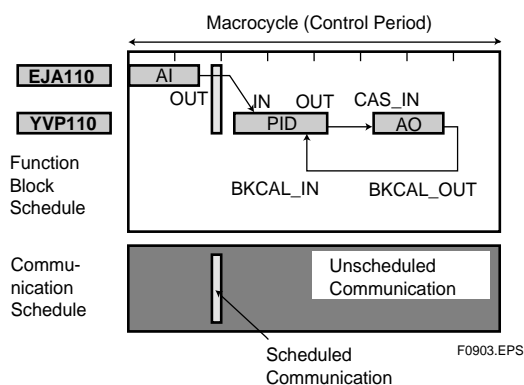 Macrocycle (Control Period)
EJA110
AI
OUT
IN
OUT
CAS_IN
YVP110
PID
AO
BKCAL_IN
BKCAL_OUT
Function
Block
Schedule
Commu-
nication
Schedule
Unscheduled
Communication
Scheduled
Communication
F0903.EPS